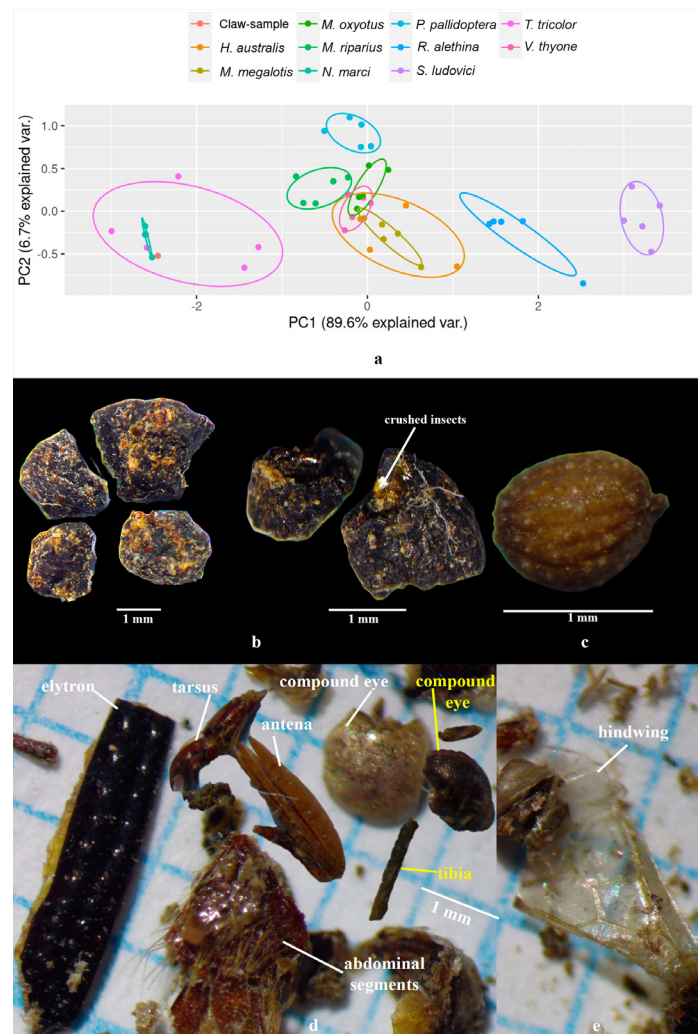 Claw-sample M. oxyotus P. pallidoptera T. tricolor
H. australis M. riparius R. alethina V. thyone
M. megalotis N. marci S. ludovici
PC2 (6.7% explained var.)
1.0
0.5
0.0
-0.5
-2 0 2
PC1 (89.6% explained var.)
a
crushed insects
1 mm
1 mm
1 mm
b
c
elytron
tarsus
antena
compound eye
compound
eye
hindwing
tibia
1 mm
abdominal
segments
d
e